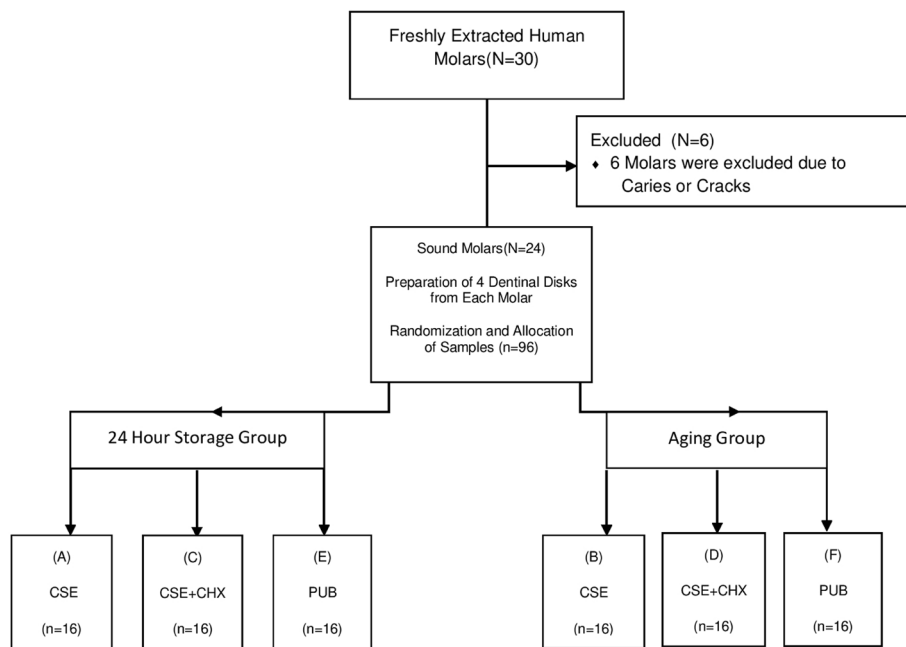 Freshly Extracted Human
Molars(N=30)
Excluded (N=6)
♦ 6 Molars were excluded due to
Caries or Cracks
Sound Molars(N=24)
Preparation of 4 Dentinal Disks
from Each Molar
Randomization and Allocation
of Samples (n=96)
24 Hour Storage Group
Aging Group
(A)
CSE
(n=16)
(C)
CSE+CHX
(n=16)
(E)
PUB
(n=16)
(B)
CSE
(n=16)
(D)
CSE+CHX
(n=16)
(F)
PUB
(n=16)